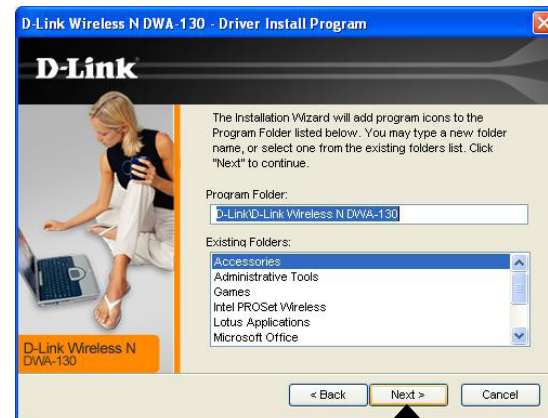 D-Link Wireless N DWA-130 - Driver Install Program
D-Link
The Installation Wizard will add program icons to the
Program Folder listed below. You may type a new folder
name, or select one from the existing folders list. Click
"Next" to continue.
Program Folder:
D-Link\D-Link Wireless N DWA-130
Existing Folders:
Accessories
Administrative Tools
Games
Intel PROSet Wireless
Lotus Applications
Microsoft Office
D-Link Wireless N
DWA-130
< Back Next > Cancel